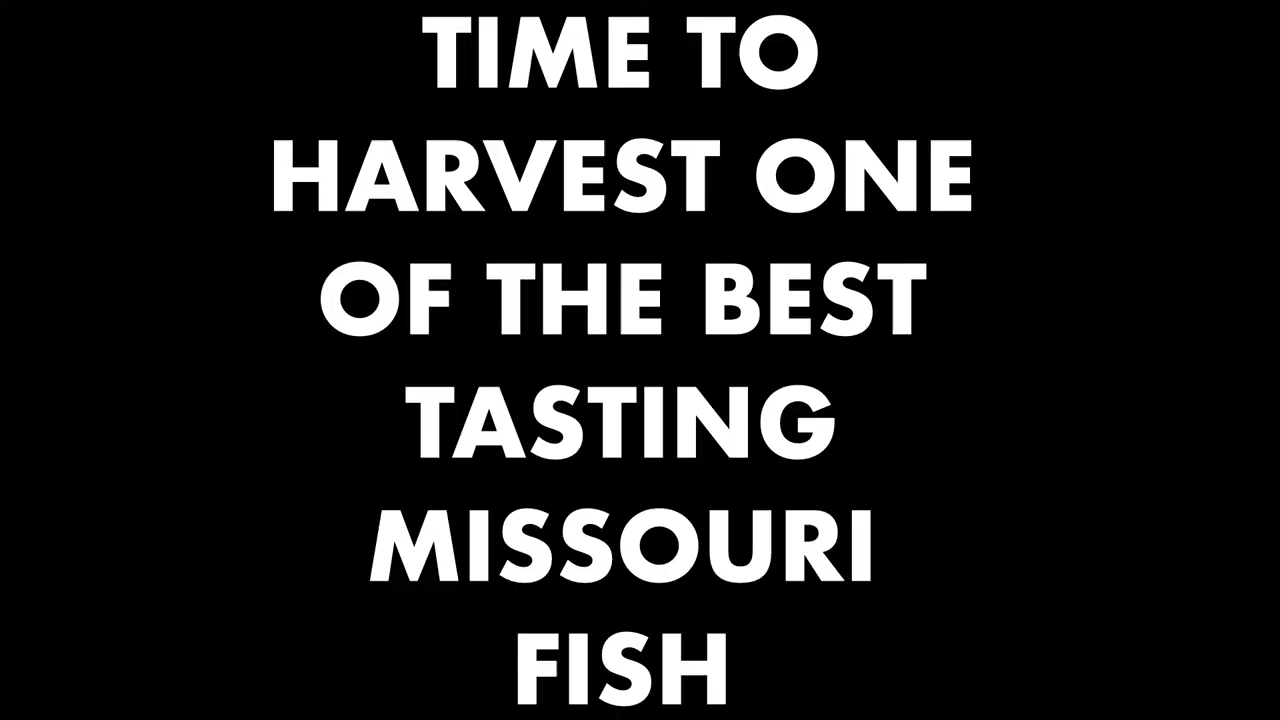 TIME TO
HARVEST ONE
OF THE BEST
TASTING
MISSOURI
FISH